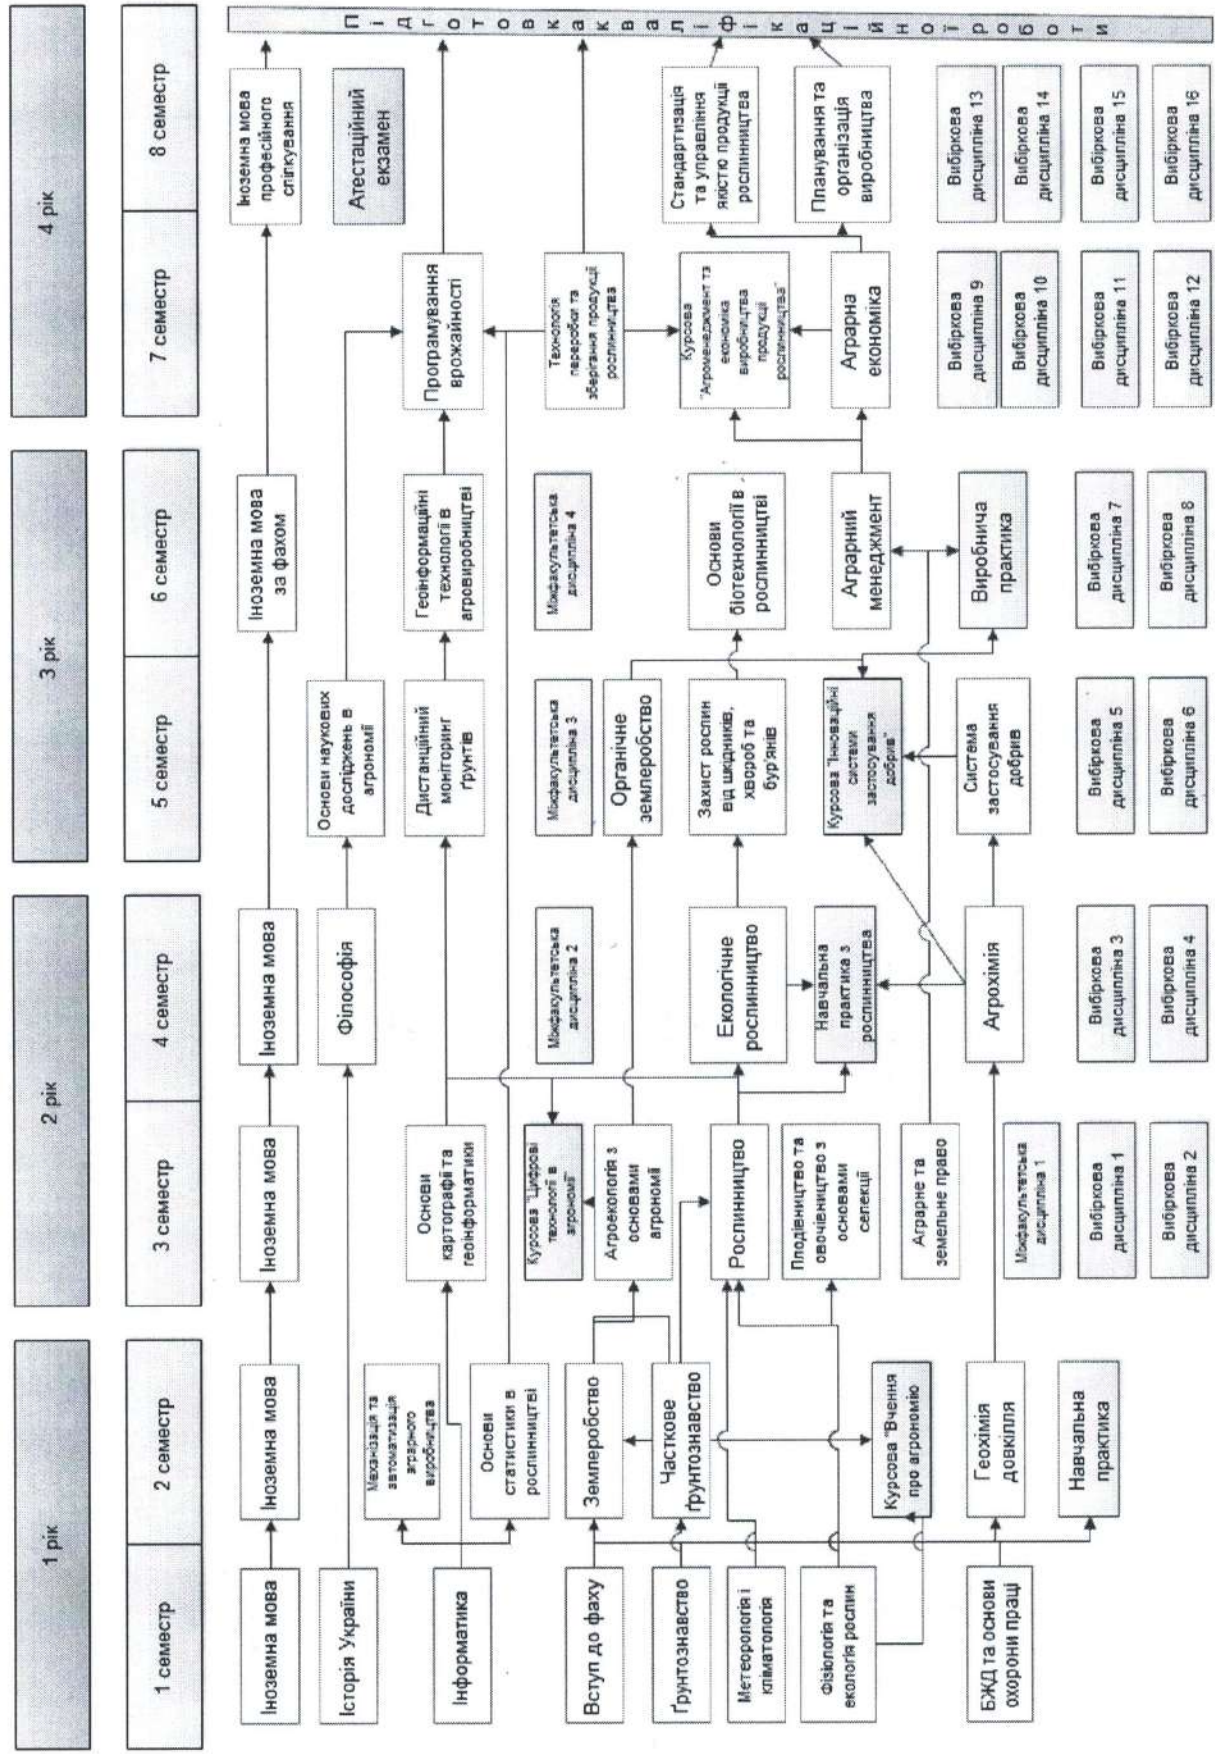 1 рік
2 рік
3 рік
4 рік
1 семестр
2 семестр
3 семестр
4 семестр
5 семестр
6 семестр
7 семестр
8 семестр
Іноземна мова
Іноземна мова
Іноземна мова
Іноземна мова
Іноземна мова
за фахом
Іноземна мова
професійного
спілкування
Історія України
Філософія
Основи наукових
досліджень в
агрономії
Атестаційний
екзамен
Інформатика
Механізація та
автоматизація
аграрного
виробництва
Основи
статистики в
рослинництві
Основи
картографії та
геоінформатики
Дистанційний
моніторинг
ґрунтів
Геоінформаційні
технології в
агровиробництві
Програмування
врожайності
Курсова "Цифрові
технології в
агрономії"
Міжфакультетська
дисципліна 2
Міжфакультетська
дисципліна 3
Міжфакультетська
дисципліна 4
Технологія
переробки та
зберігання продукції
рослинництва
Вступ до фаху
Землеробство
Агроекологія з
основами
агрономії
Органічне
землеробство
Ґрунтознавство
Часткове
ґрунтознавство
Метеорологія і
кліматологія
Рослинництво
Екологічне
рослинництво
Захист рослин
від шкідників,
хвороб та
бур'янів
Основи
біотехнології в
рослинництві
Курсова
"Агроменеджмент та
економіка
виробництва
продукції
рослинництва"
Стандартизація
та управління
якістю продукції
рослинництва
Фізіологія та
екологія рослин
Курсова "Вчення
про агрономію
Плодівництво та
овочівництво з
основами
селекції
Навчальна
практика з
рослинництва
Курсова "Інноваційні
системи
застосування
добрив"
Аграрний
менеджмент
Аграрна
економіка
Планування та
організація
виробництва
Аграрне та
земельне право
БЖД та основи
охорони праці
Геохімія
довкілля
Агрохімія
Система
застосування
добрив
Виробнича
практика
Навчальна
практика
Міжфакультетська
дисципліна 1
Вибіркова
дисципліна 1
Вибіркова
дисципліна 2
Вибіркова
дисципліна 3
Вибіркова
дисципліна 4
Вибіркова
дисципліна 5
Вибіркова
дисципліна 6
Вибіркова
дисципліна 7
Вибіркова
дисципліна 8
Вибіркова
дисципліна 9
Вибіркова
дисципліна 10
Вибіркова
дисципліна 11
Вибіркова
дисципліна 12
Вибіркова
дисципліна 13
Вибіркова
дисципліна 14
Вибіркова
дисципліна 15
Вибіркова
дисципліна 16
Підготовка кваліфікаційної роботи